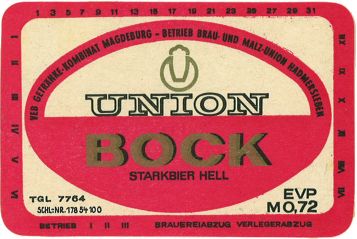 1 3 5 7 9 11 13 15 17 19 21 23 25 27 29 31
VEB GETRÄNKE-KOMBINAT MAGDEBURG - BETRIEB BRAU- UND MALZ-UNION HADMERSLEBEN
UNION
BOCK
STARKBIER HELL
TGL 7764
SCHL.-NR. 178 54 100
EVP
M 0,72
BETRIEB I II III BRAUEREIABZUG VERLEGERABZUG